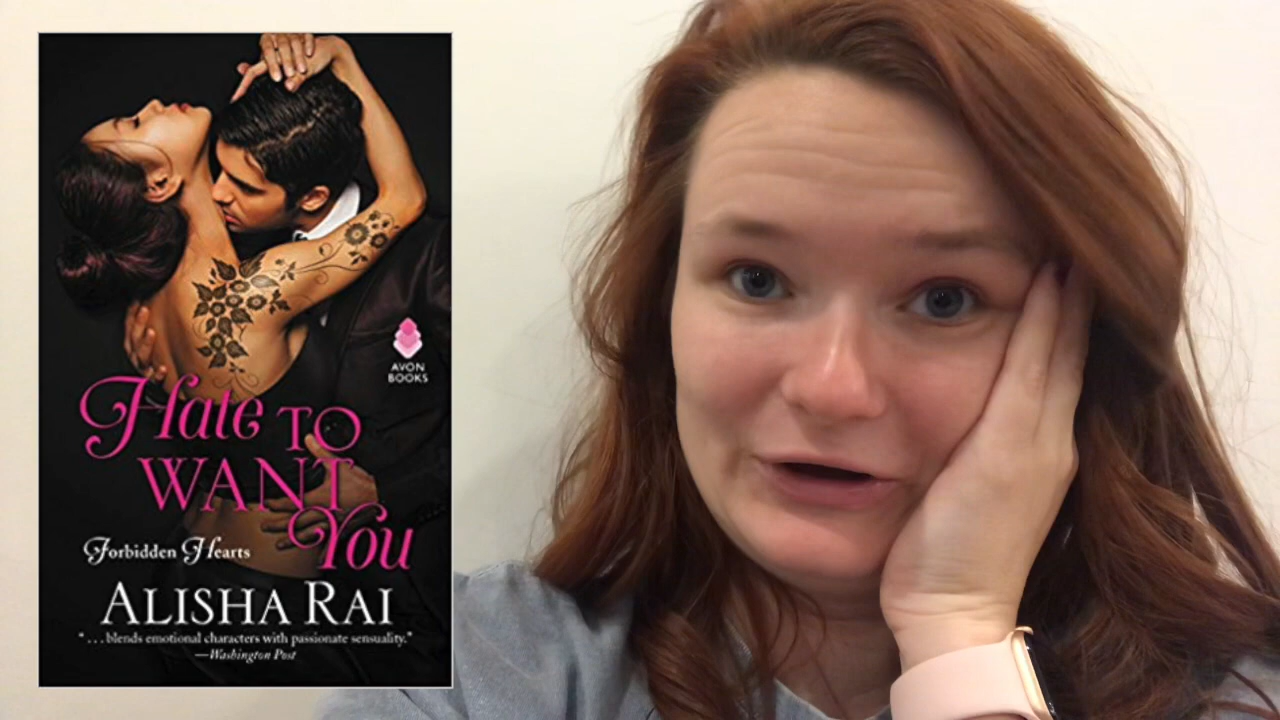 AVON
BOOKS
Hate TO
WANT
You
Forbidden Hearts
ALISHA RAI
"...blends emotional characters with passionate sensuality."
—Washington Post